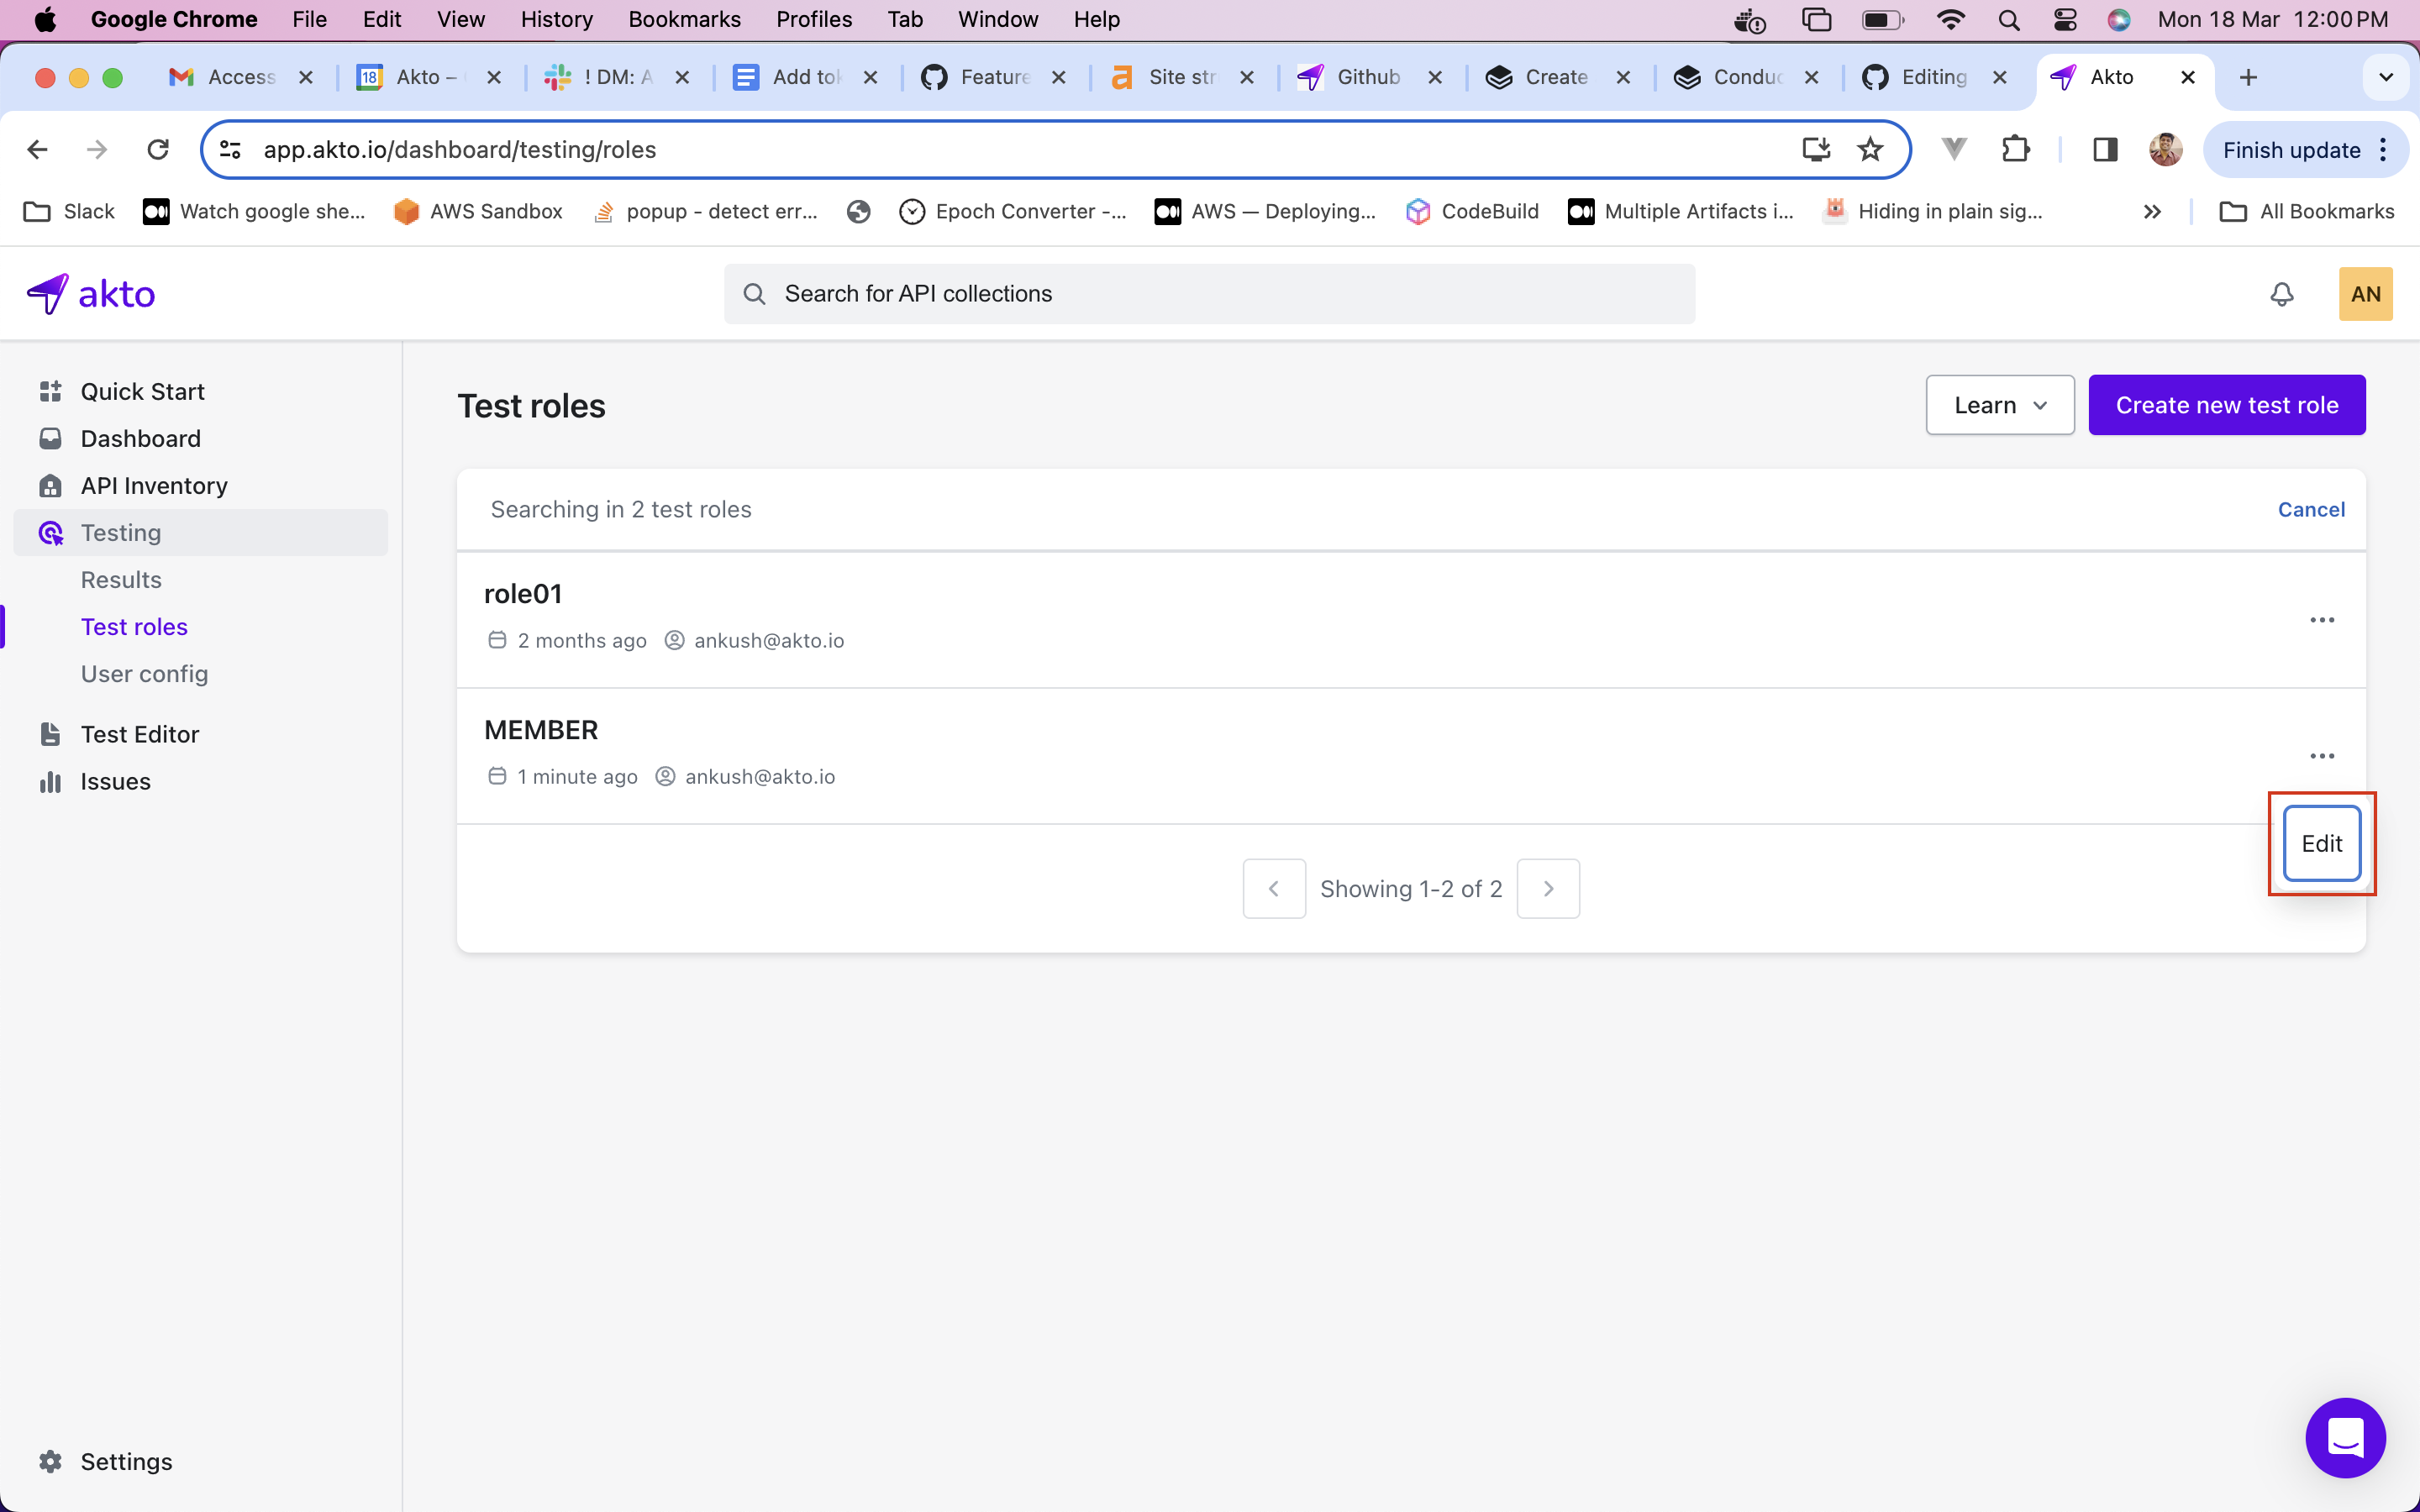 Google Chrome File Edit View History Bookmarks Profiles Tab Window Help Mon 18 Mar 12:00 PM
Access 18 Akto – ! DM: A Add tok Feature Site str Github Create Conduc Editing Akto
app.akto.io/dashboard/testing/roles Finish update
Slack Watch google she... AWS Sandbox popup - detect err... Epoch Converter -... AWS — Deploying... CodeBuild Multiple Artifacts i... Hiding in plain sig... All Bookmarks
akto Search for API collections AN
Quick Start
Dashboard
API Inventory
Testing
Results
Test roles
User config
Test Editor
Issues
Settings
Test roles Learn Create new test role
Searching in 2 test roles Cancel
role01
2 months ago ankush@akto.io
MEMBER
1 minute ago ankush@akto.io
Edit
Showing 1-2 of 2